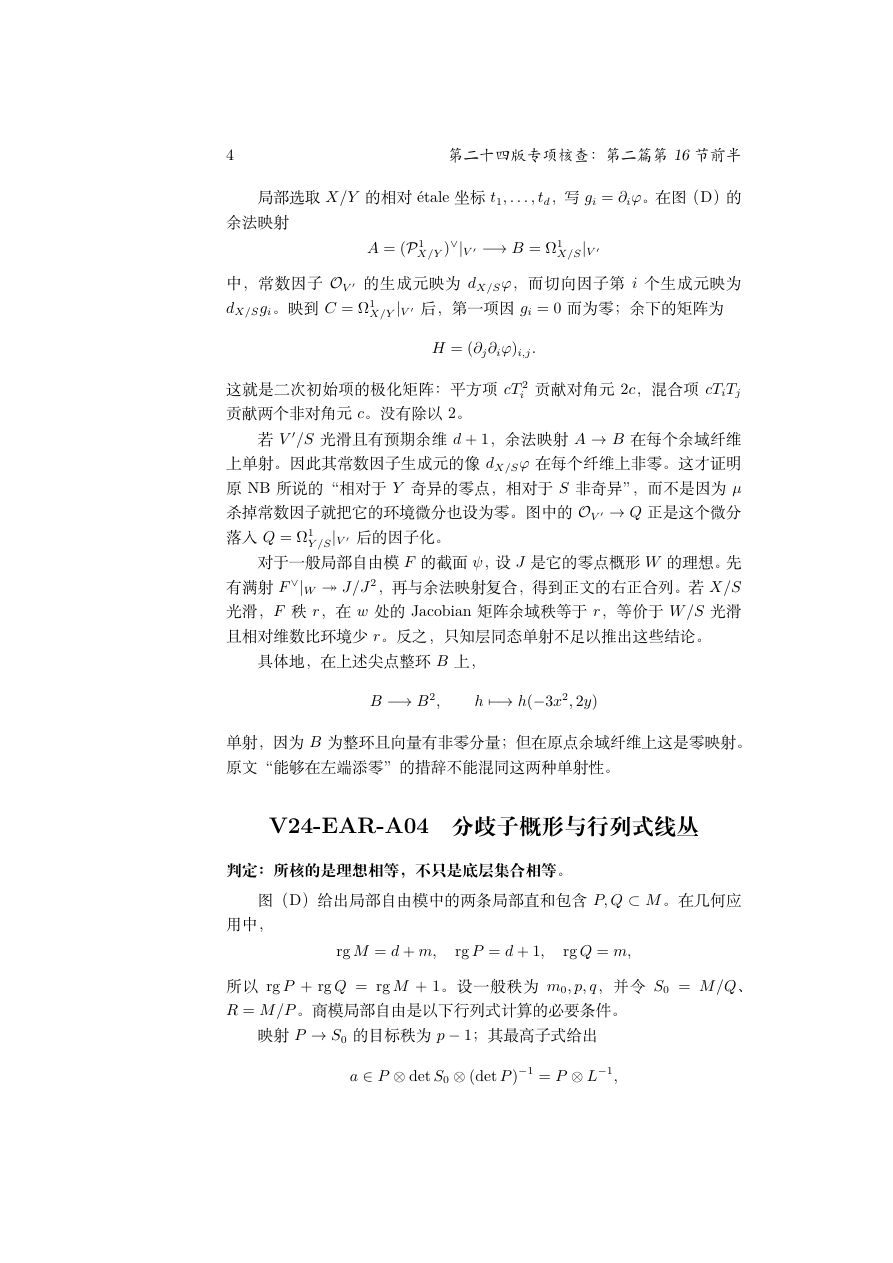 4 第二十四版专项核查：第二篇第 16 节前半
局部选取 X/Y 的相对 étale 坐标 t₁, . . . , t_d，写 g_i = ∂_iφ。在图（D）的
余法映射
A = (𝒫¹_{X/Y})^∨|_{V′} ⟶ B = Ω¹_{X/S}|_{V′}
中，常数因子 𝒪_{V′} 的生成元映为 d_{X/S}φ，而切向因子第 i 个生成元映为
d_{X/S}g_i。映到 C = Ω¹_{X/Y}|_{V′} 后，第一项因 g_i = 0 而为零；余下的矩阵为
H = (∂_j∂_iφ)_{i,j}.
这就是二次初始项的极化矩阵：平方项 cT_i² 贡献对角元 2c，混合项 cT_iT_j
贡献两个非对角元 c。没有除以 2。
若 V′/S 光滑且有预期余维 d + 1，余法映射 A → B 在每个余域纤维
上单射。因此其常数因子生成元的像 d_{X/S}φ 在每个纤维上非零。这才证明
原 NB 所说的“相对于 Y 奇异的零点，相对于 S 非奇异”，而不是因为 μ
杀掉常数因子就把它的环境微分也设为零。图中的 𝒪_{V′} → Q 正是这个微分
落入 Q = Ω¹_{Y/S}|_{V′} 后的因子化。
对于一般局部自由模 F 的截面 ψ，设 J 是它的零点概形 W 的理想。先
有满射 F^∨|_W ↠ J/J²，再与余法映射复合，得到正文的右正合列。若 X/S
光滑，F 秩 r，在 w 处的 Jacobian 矩阵余域秩等于 r，等价于 W/S 光滑
且相对维数比环境少 r。反之，只知层同态单射不足以推出这些结论。
具体地，在上述尖点整环 B 上，
B ⟶ B², h ⟼ h(−3x², 2y)
单射，因为 B 为整环且向量有非零分量；但在原点余域纤维上这是零映射。
原文“能够在左端添零”的措辞不能混同这两种单射性。
V24-EAR-A04 分歧子概形与行列式线丛
判定：所核的是理想相等，不只是底层集合相等。
图（D）给出局部自由模中的两条局部直和包含 P, Q ⊂ M。在几何应
用中，
rg M = d + m, rg P = d + 1, rg Q = m,
所以 rg P + rg Q = rg M + 1。设一般秩为 m₀, p, q，并令 S₀ = M/Q、
R = M/P。商模局部自由是以下行列式计算的必要条件。
映射 P → S₀ 的目标秩为 p − 1；其最高子式给出
a ∈ P ⊗ det S₀ ⊗ (det P)⁻¹ = P ⊗ L⁻¹,